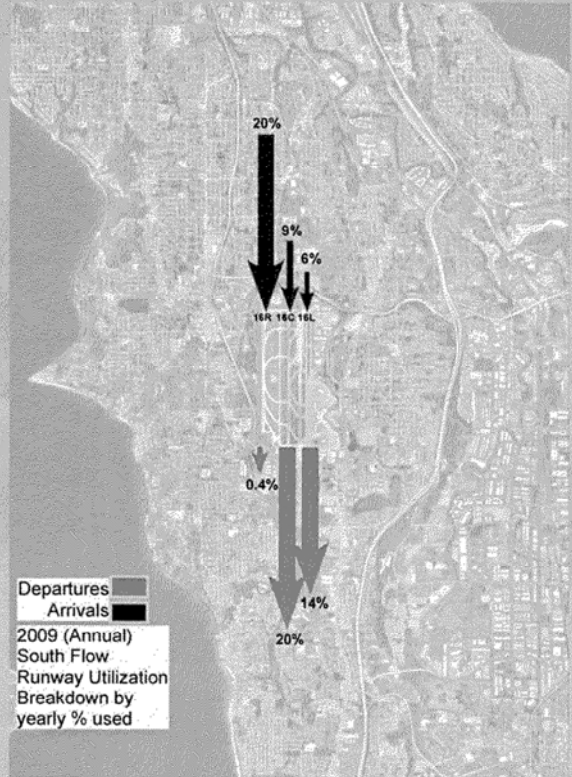 20%
9%
6%
16R 16C 16L
0.4%
14%
20%
Departures
Arrivals
2009 (Annual)
South Flow
Runway Utilization
Breakdown by
yearly % used